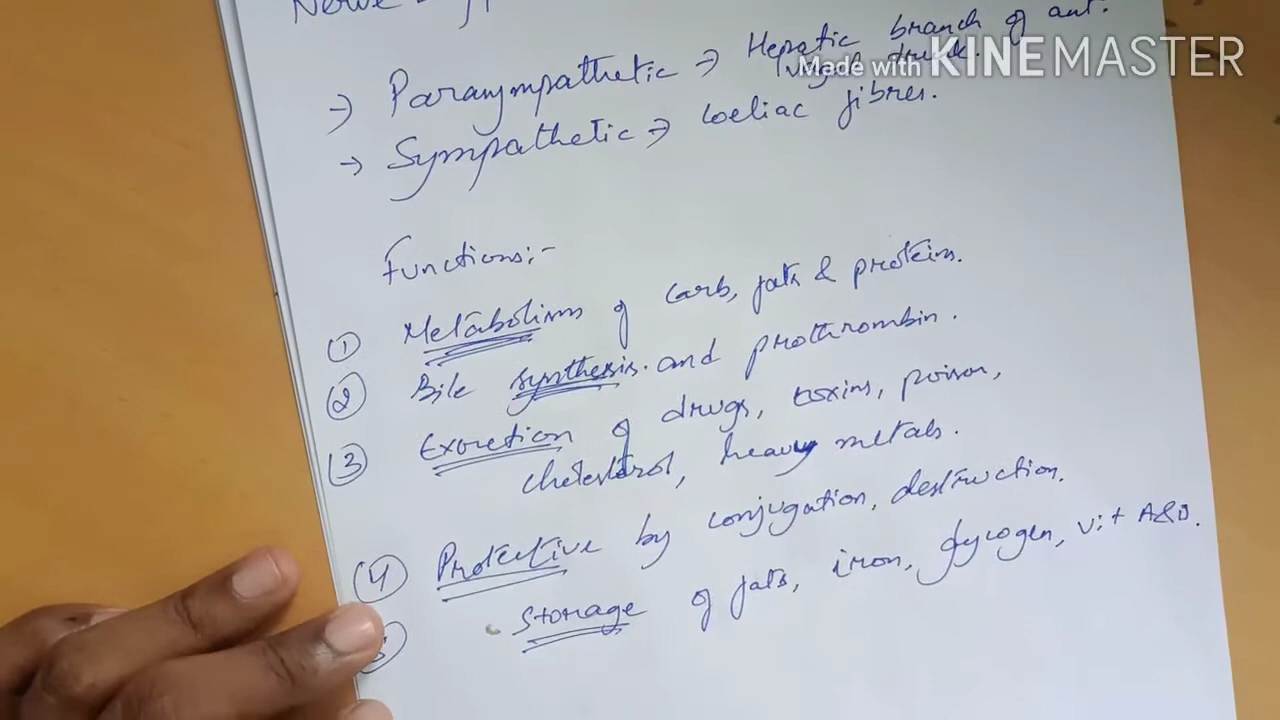 Nerve
→ Parasympathetic → Hepatic branch of ant.
vagal trunk.
Made with KINEMASTER
→ Sympathetic → Coeliac fibres.
Functions:-
① Metabolism of carb, fats & proteins.
② Bile synthesis. and prothrombin.
③ Excretion of drugs, toxins, poison,
cholesterol, heavy metals.
④ Protective by conjugation, destruction.
5 Storage of fats, iron, glycogen, vit A&D.